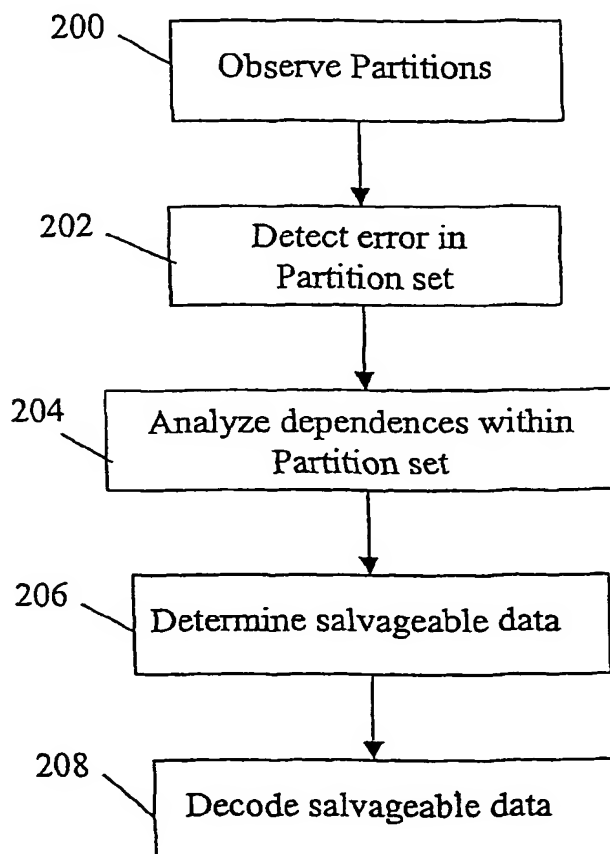 200
Observe Partitions
202
Detect error in
Partition set
204
Analyze dependences within
Partition set
206
Determine salvageable data
208
Decode salvageable data